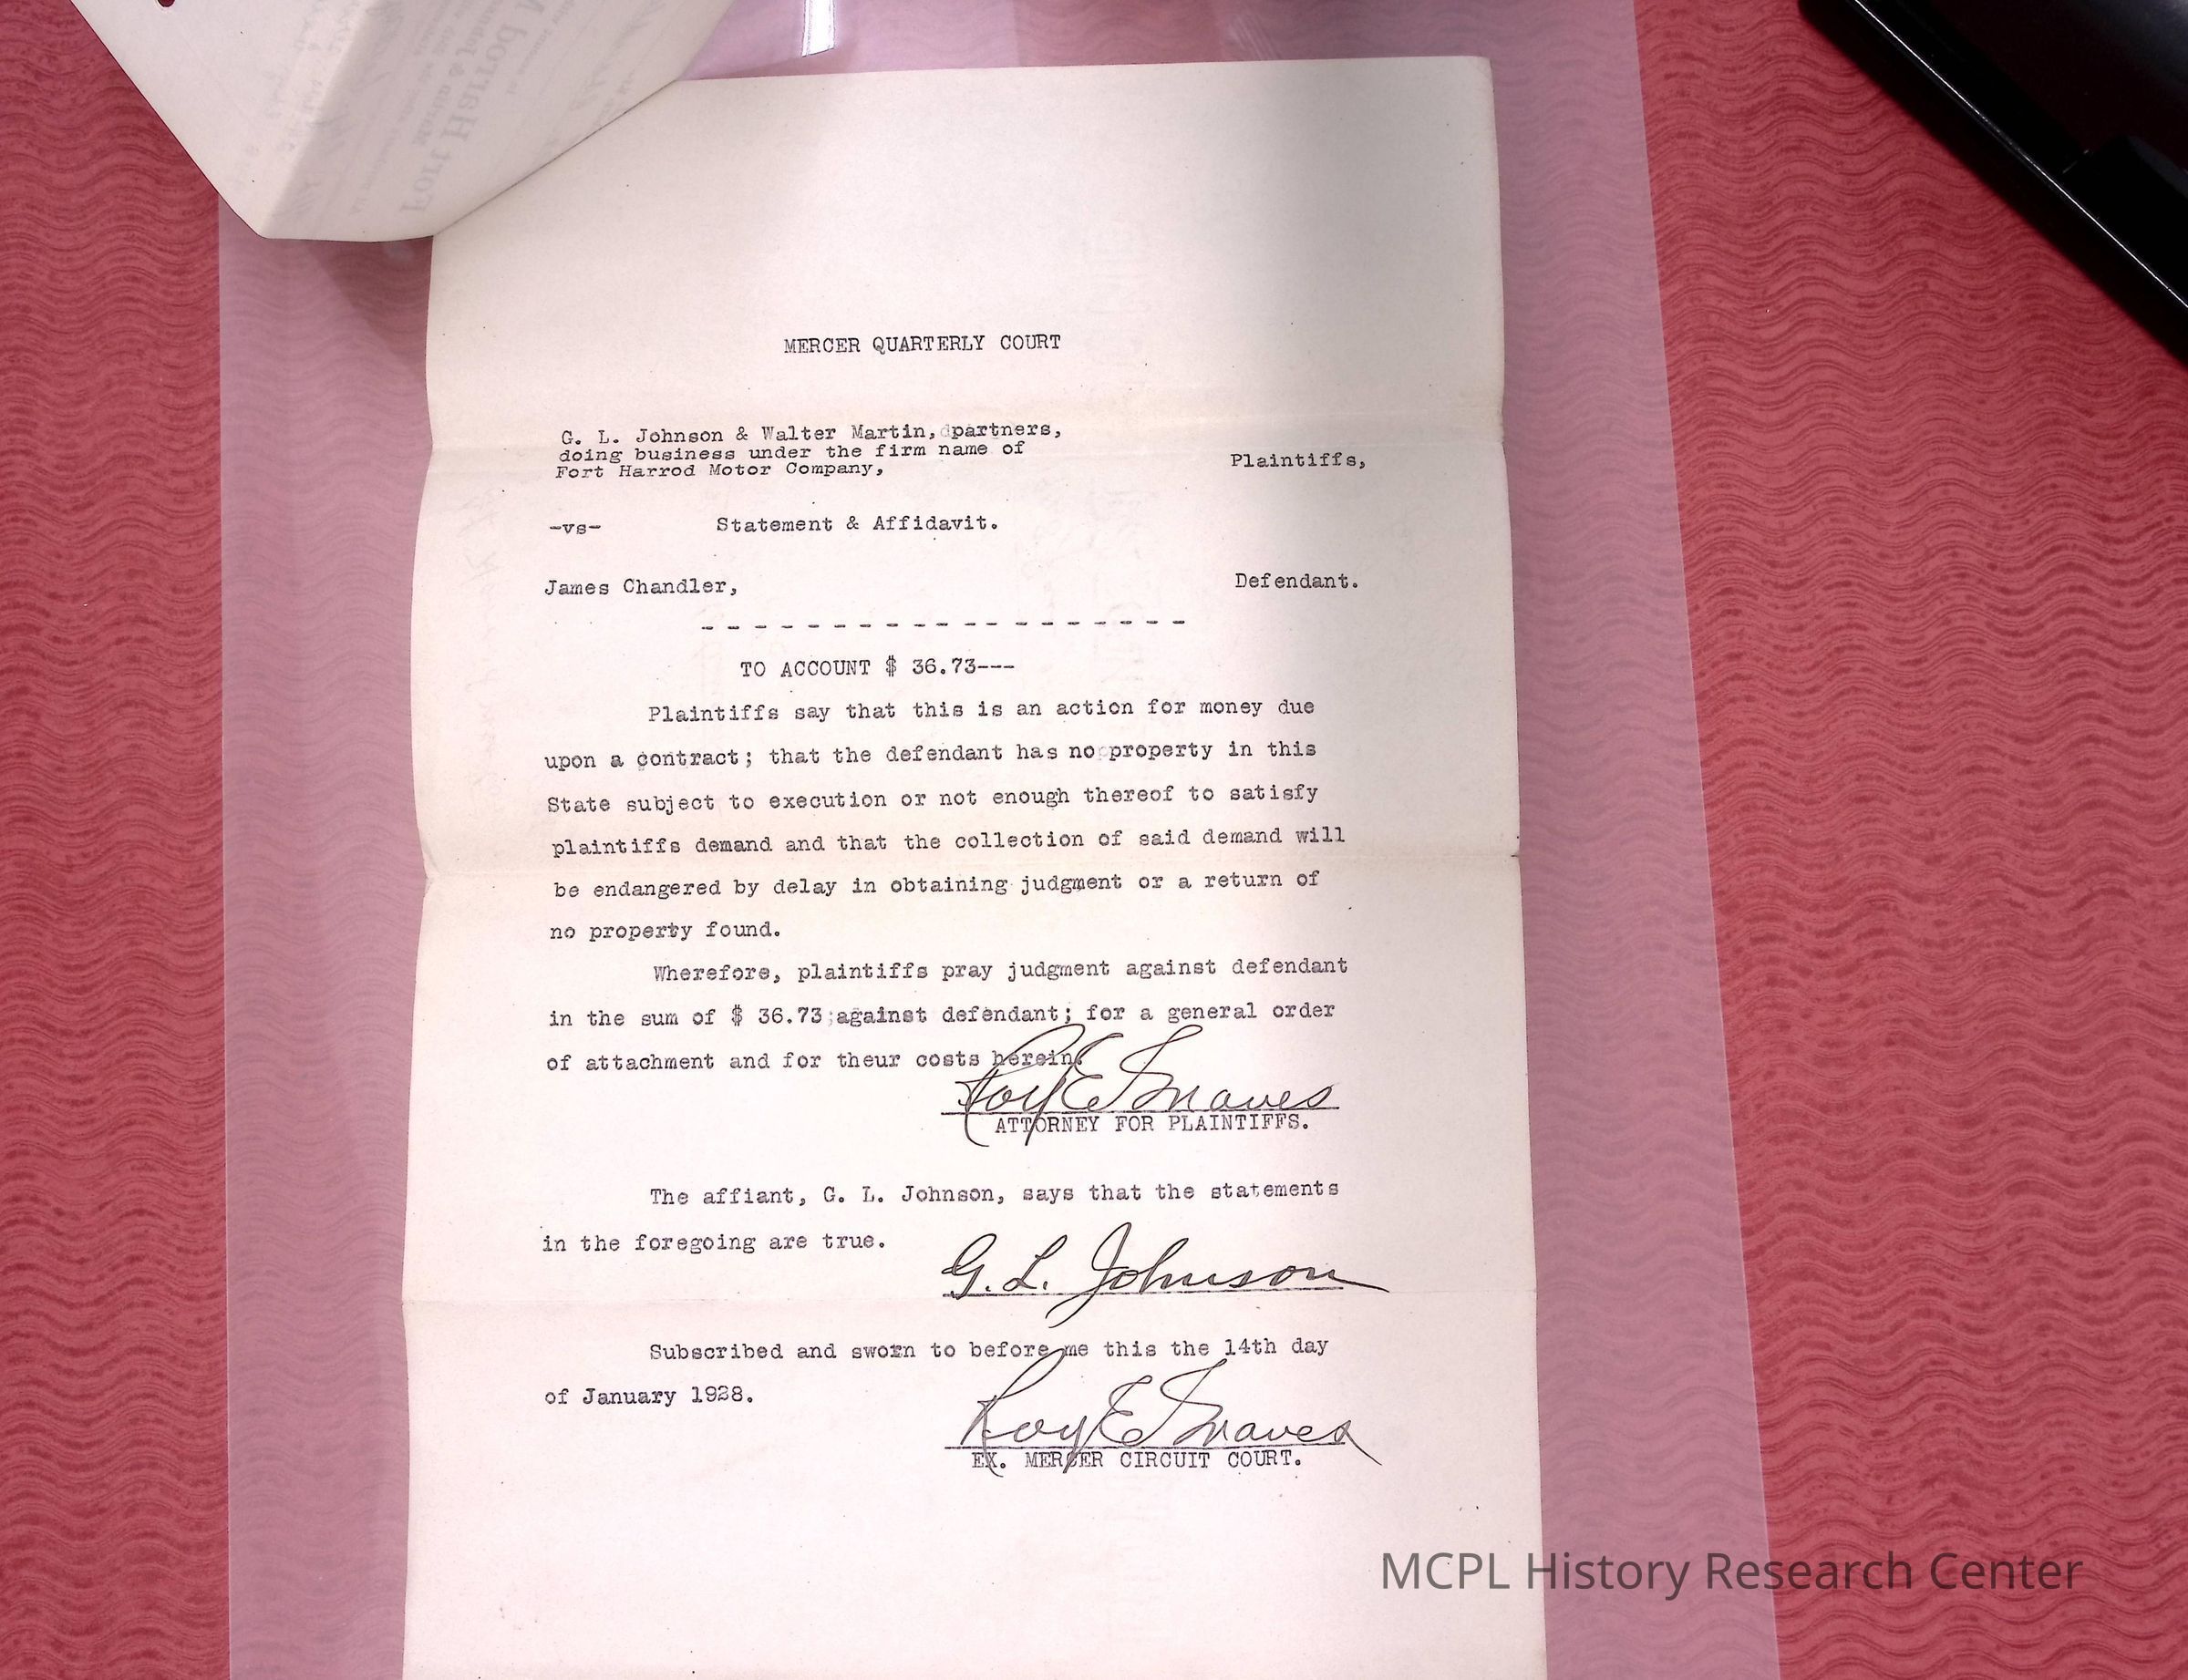 Fort Harrod M
Martin & John
MERCER QUARTERLY COURT
G. L. Johnson & Walter Martin, partners,
doing business under the firm name of
Fort Harrod Motor Company,
Plaintiffs,
-vs- Statement & Affidavit.
James Chandler,
Defendant.
- - - - - - - - - - - - - - - - - - -
TO ACCOUNT $ 36.73---
Plaintiffs say that this is an action for money due
upon a contract; that the defendant has no property in this
State subject to execution or not enough thereof to satisfy
plaintiffs demand and that the collection of said demand will
be endangered by delay in obtaining judgment or a return of
no property found.
Wherefore, plaintiffs pray judgment against defendant
in the sum of $ 36.73 against defendant; for a general order
of attachment and for theur costs herein.
Roy E Graves
ATTORNEY FOR PLAINTIFFS.
The affiant, G. L. Johnson, says that the statements
in the foregoing are true.
G. L. Johnson
Subscribed and sworn to before me this the 14th day
of January 1928.
Roy E Graves
EX. MERCER CIRCUIT COURT.
MCPL History Research Center